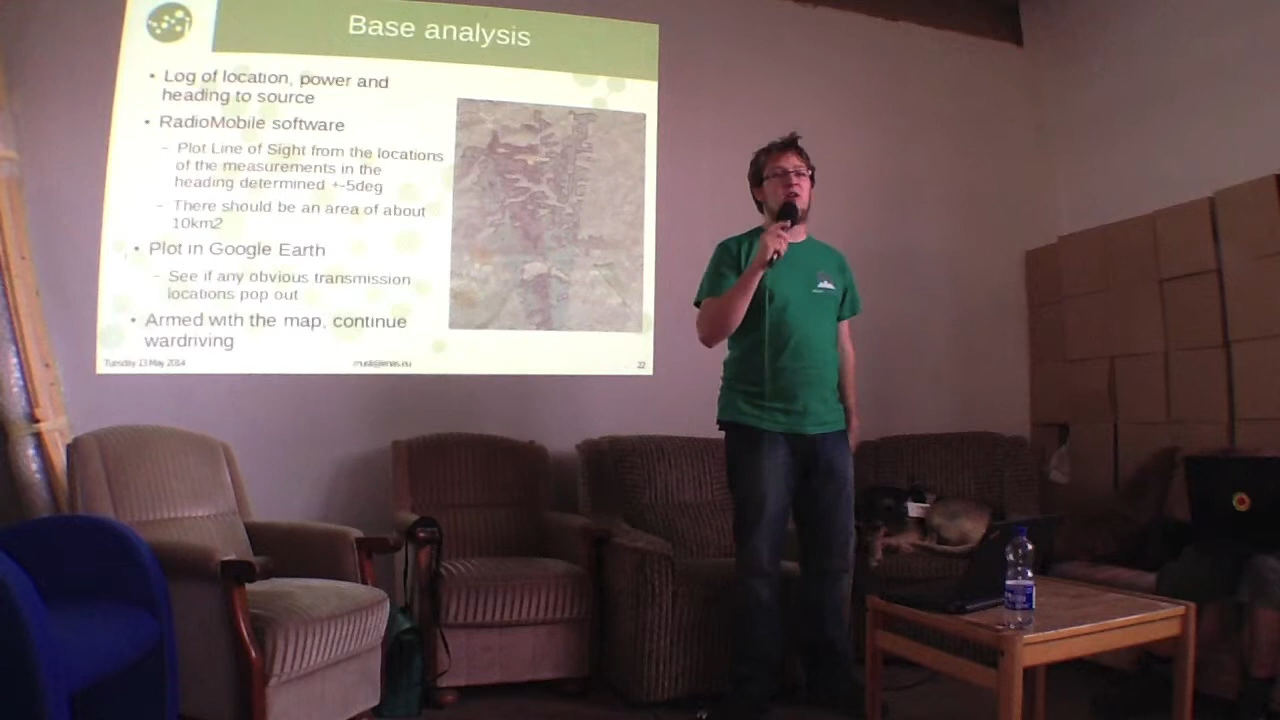 Base analysis
• Log of location, power and
heading to source
• RadioMobile software
– Plot Line of Sight from the locations
of the measurements in the
heading determined +-5deg
– There should be an area of about
10km2
• Plot in Google Earth
– See if any obvious transmission
locations pop out
• Armed with the map, continue
wardriving
Tuesday 13 May 2014
22